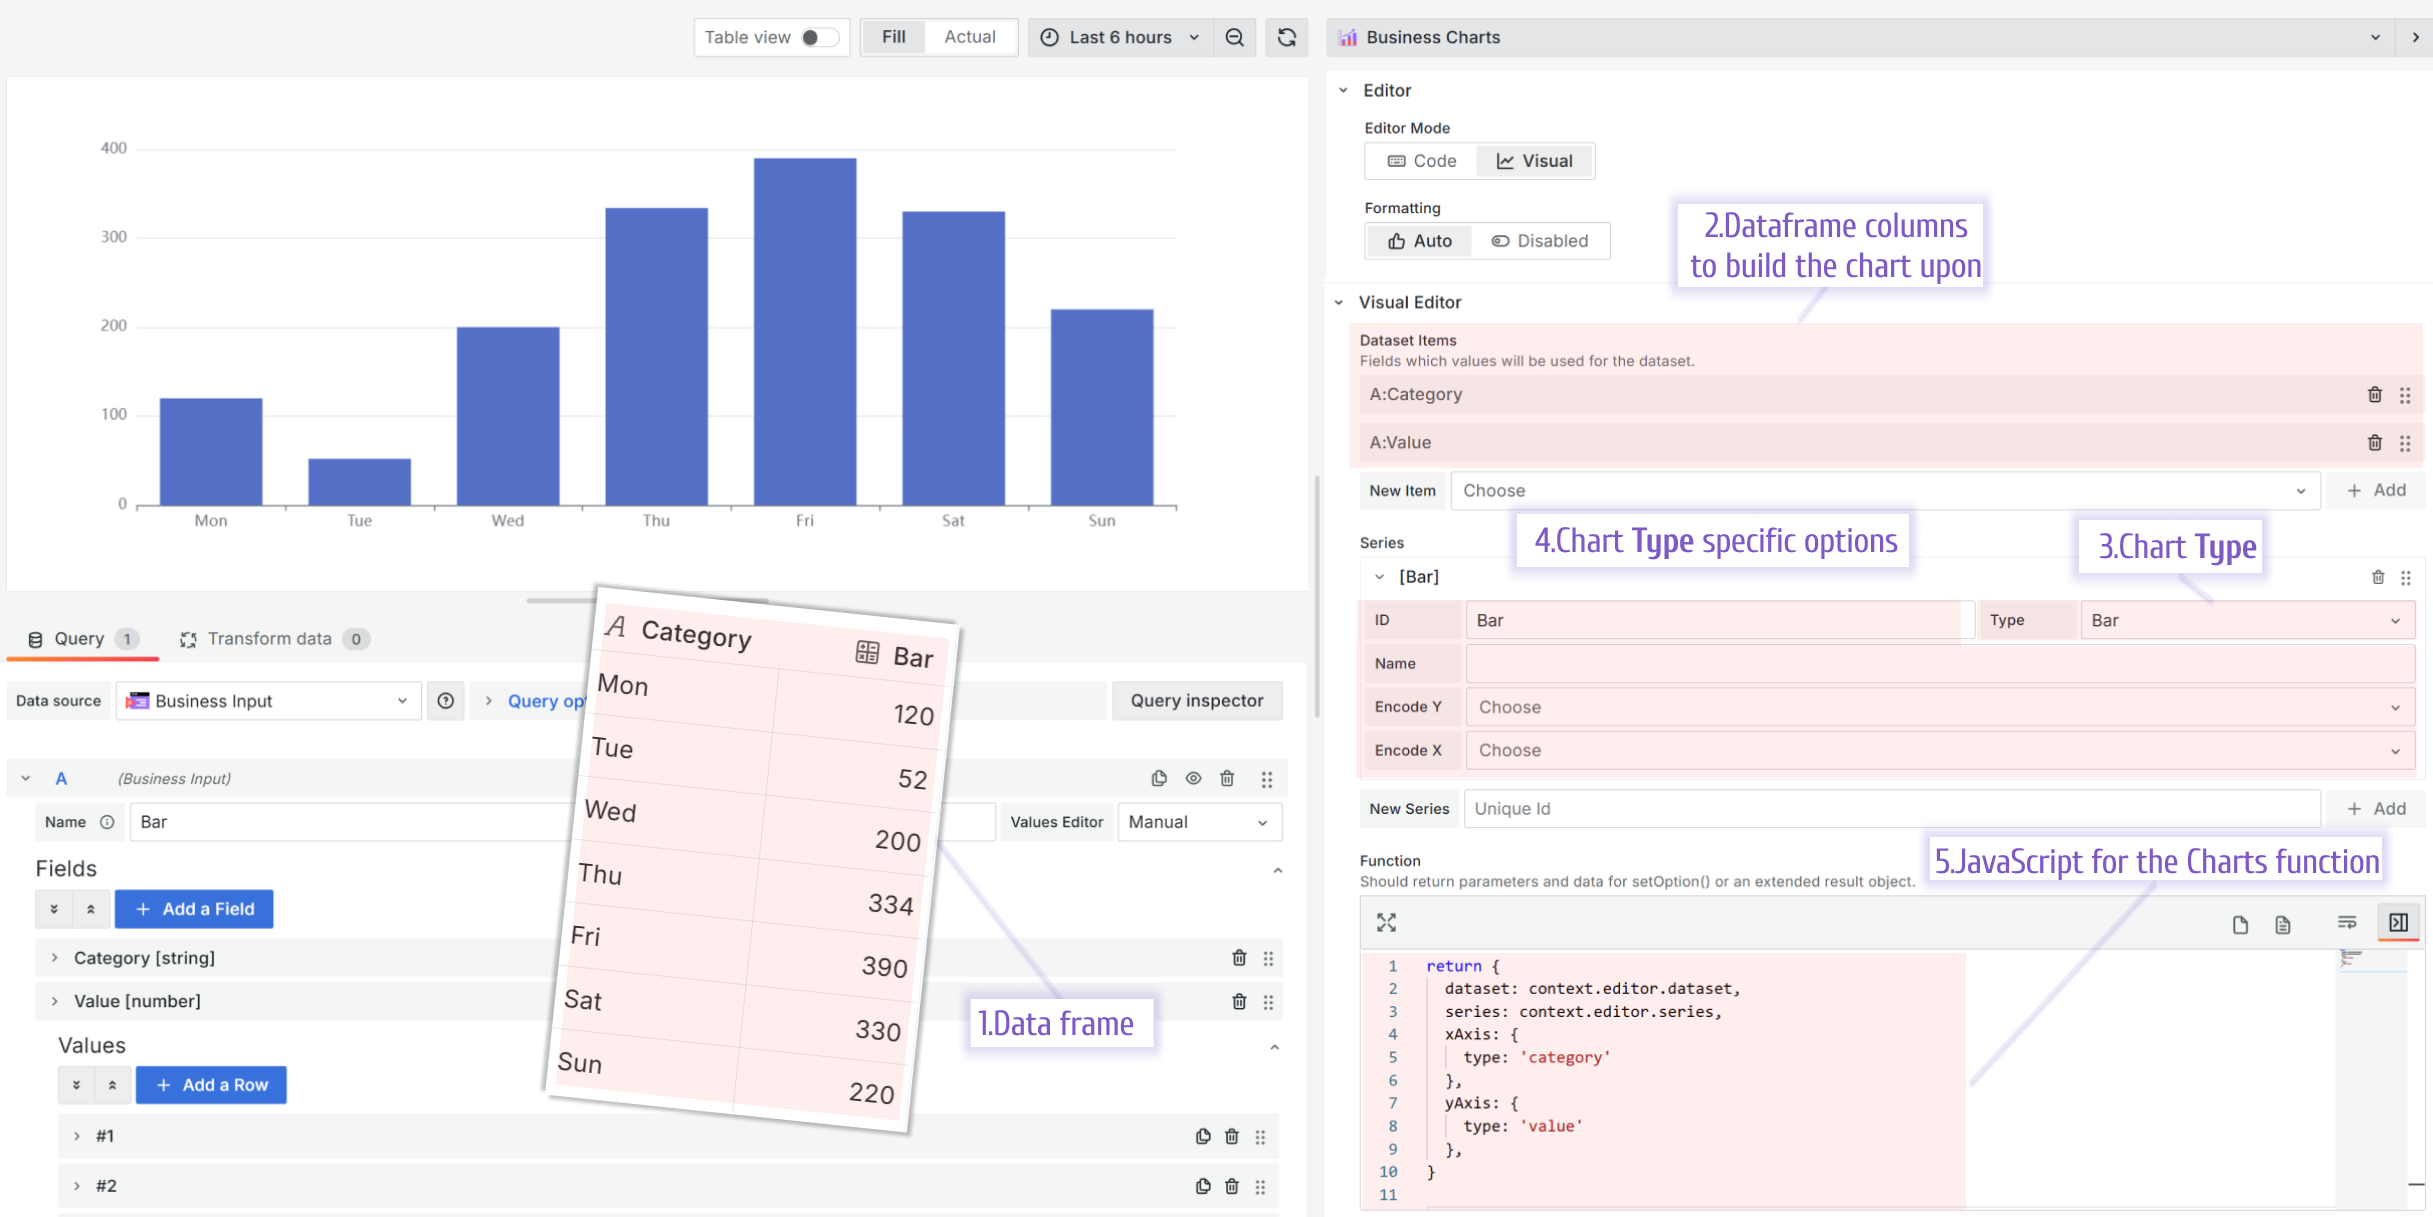 Table view
Fill
Actual
Last 6 hours
Business Charts
400
300
200
100
0
Mon
Tue
Wed
Thu
Fri
Sat
Sun
Editor
Editor Mode
Code
Visual
Formatting
Auto
Disabled
2.Dataframe columns
to build the chart upon
Visual Editor
Dataset Items
Fields which values will be used for the dataset.
A:Category
A:Value
New Item
Choose
+ Add
4.Chart Type specific options
3.Chart Type
Series
[Bar]
ID
Bar
Type
Bar
Name
Encode Y
Choose
Encode X
Choose
New Series
Unique Id
+ Add
5.JavaScript for the Charts function
Function
Should return parameters and data for setOption() or an extended result object.
1 return {
2 dataset: context.editor.dataset,
3 series: context.editor.series,
4 xAxis: {
5 type: 'category'
6 },
7 yAxis: {
8 type: 'value'
9 },
10 }
11
Query 1
Transform data 0
Data source
Business Input
Query op
Query inspector
A
(Business Input)
Name
Bar
Values Editor
Manual
Fields
+ Add a Field
Category [string]
Value [number]
Values
+ Add a Row
#1
#2
A Category
Bar
Mon
120
Tue
52
Wed
200
Thu
334
Fri
390
Sat
330
Sun
220
1.Data frame